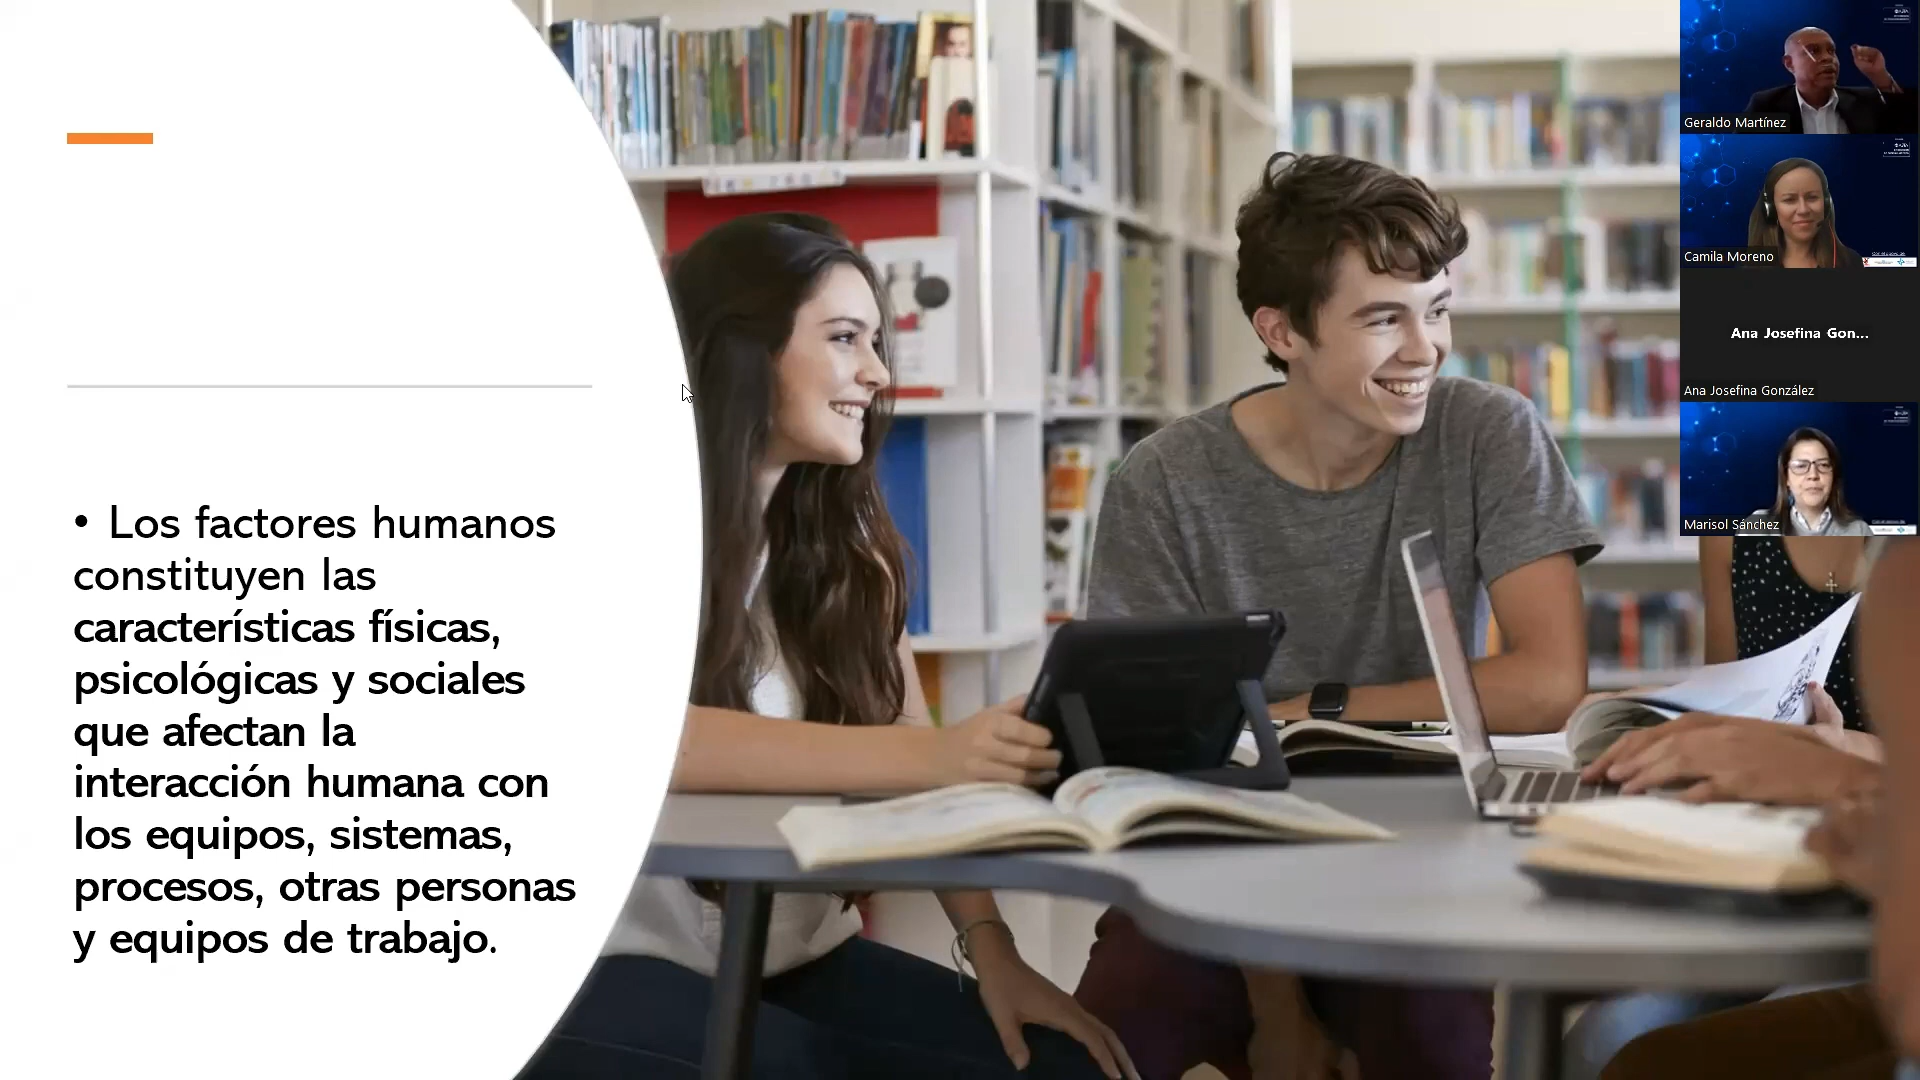 • Los factores humanos
constituyen las
características físicas,
psicológicas y sociales
que afectan la
interacción humana con
los equipos, sistemas,
procesos, otras personas
y equipos de trabajo.
Geraldo Martínez
Camila Moreno
Ana Josefina Gon...
Ana Josefina González
Marisol Sánchez